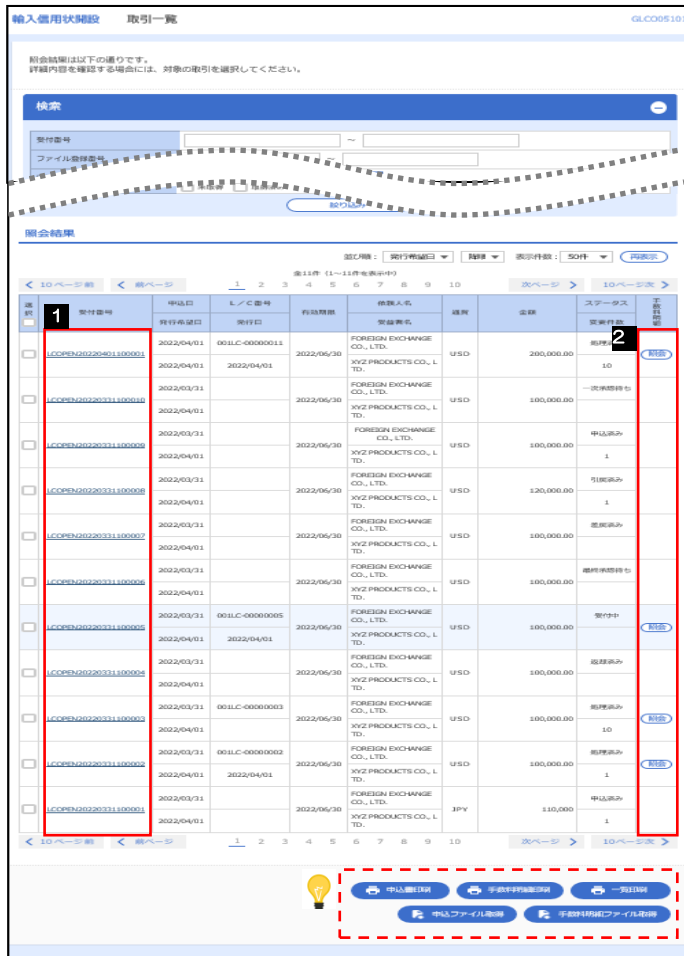 輸入信用状開設 取引一覧 GLCO05101
照会結果は以下の通りです。
詳細内容を確認する場合には、対象の取引を選択してください。
検索
受付番号 ~
ファイル登録番号 ~
絞り込み
照会結果
並び順： 発行希望日 降順 表示件数： 50件 再表示
全11件（1～11件を表示中）
10ページ前 前ページ 1 2 3 4 5 6 7 8 9 10 次ページ 10ページ次
選択 受付番号 申込日 L／C番号 有効期限 依頼人名 通貨 金額 ステータス 手数料明細
発行希望日 発行日 受益者名 変更件数
1
2
LCOPEN20220401100001 2022/04/01 001LC-00000011 2022/06/30 FOREIGN EXCHANGE CO., LTD. USD 200,000.00 処理済み 照会
2022/04/01 2022/04/01 XYZ PRODUCTS CO., LTD. 10
LCOPEN20220331100010 2022/03/31 2022/06/30 FOREIGN EXCHANGE CO., LTD. USD 100,000.00 一次承認待ち
2022/04/01 XYZ PRODUCTS CO., LTD.
LCOPEN20220331100009 2022/03/31 2022/06/30 FOREIGN EXCHANGE CO., LTD. USD 100,000.00 申込済み
2022/04/01 XYZ PRODUCTS CO., LTD. 1
LCOPEN20220331100008 2022/03/31 2022/06/30 FOREIGN EXCHANGE CO., LTD. USD 120,000.00 引戻済み
2022/04/01 XYZ PRODUCTS CO., LTD. 1
LCOPEN20220331100007 2022/03/31 2022/06/30 FOREIGN EXCHANGE CO., LTD. USD 100,000.00 差戻済み
2022/04/01 XYZ PRODUCTS CO., LTD.
LCOPEN20220331100006 2022/03/31 2022/06/30 FOREIGN EXCHANGE CO., LTD. USD 100,000.00 最終承認待ち
2022/04/01 XYZ PRODUCTS CO., LTD.
LCOPEN20220331100005 2022/03/31 001LC-00000005 2022/06/30 FOREIGN EXCHANGE CO., LTD. USD 100,000.00 受付中 照会
2022/04/01 2022/04/01 XYZ PRODUCTS CO., LTD. 1
LCOPEN20220331100004 2022/03/31 2022/06/30 FOREIGN EXCHANGE CO., LTD. USD 100,000.00 返却済み
2022/04/01 XYZ PRODUCTS CO., LTD. 1
LCOPEN20220331100003 2022/03/31 001LC-00000003 2022/06/30 FOREIGN EXCHANGE CO., LTD. USD 100,000.00 処理済み 照会
2022/04/01 XYZ PRODUCTS CO., LTD. 10
LCOPEN20220331100002 2022/03/31 001LC-00000002 2022/06/30 FOREIGN EXCHANGE CO., LTD. USD 100,000.00 処理済み 照会
2022/04/01 2022/04/01 XYZ PRODUCTS CO., LTD. 1
LCOPEN20220331100001 2022/03/31 2022/06/30 FOREIGN EXCHANGE CO., LTD. JPY 110,000 申込済み
2022/04/01 XYZ PRODUCTS CO., LTD. 1
10ページ前 前ページ 1 2 3 4 5 6 7 8 9 10 次ページ 10ページ次
申込書印刷 手数料明細印刷 一覧印刷
申込ファイル取得 手数料明細ファイル取得